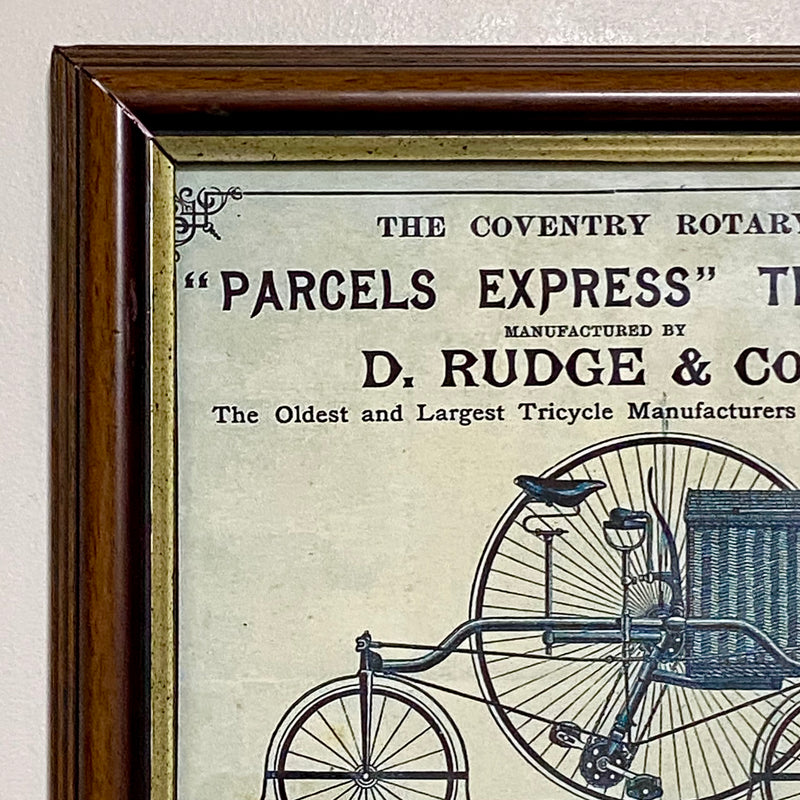 THE COVENTRY ROTARY
"PARCELS EXPRESS"
MANUFACTURED BY
D. RUDGE & CO
The Oldest and Largest Tricycle Manufacturers